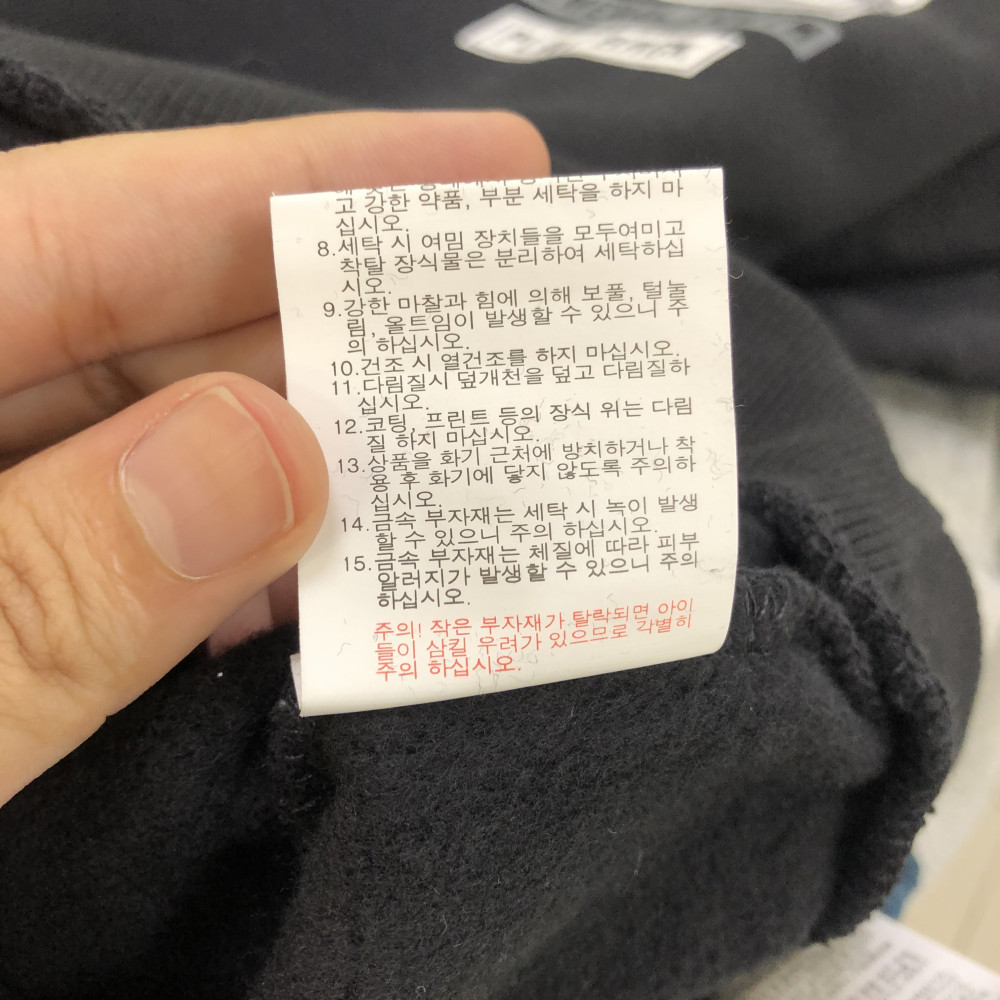 고 강한 약품, 부분 세탁을 하지 마
십시오.
8.세탁 시 여밈 장치들을 모두여미고
착탈 장식물은 분리하여 세탁하십
시오.
9.강한 마찰과 힘에 의해 보풀, 털눌
림, 올트임이 발생할 수 있으니 주
의 하십시오.
10.건조 시 열건조를 하지 마십시오.
11.다림질시 덮개천을 덮고 다림질하
십시오.
12.코팅, 프린트 등의 장식 위는 다림
질 하지 마십시오.
13.상품을 화기 근처에 방치하거나 착
용 후 화기에 닿지 않도록 주의하
십시오.
14.금속 부자재는 세탁 시 녹이 발생
할 수 있으니 주의 하십시오.
15.금속 부자재는 체질에 따라 피부
알러지가 발생할 수 있으니 주의
하십시오.
주의! 작은 부자재가 탈락되면 아이
들이 삼킬 우려가 있으므로 각별히
주의 하십시오.